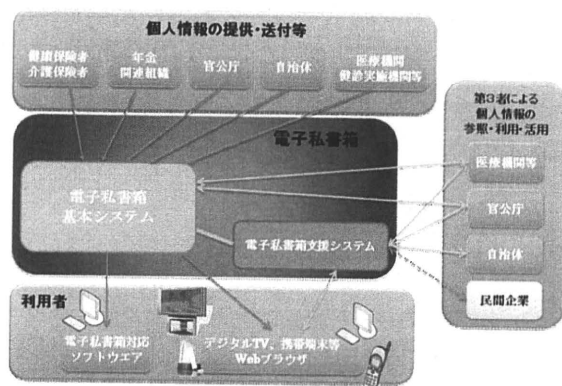 個人情報の提供・送付等
健康保険者
介護保険者
年金
関連組織
官公庁
自治体
医療機関
健診実施機関等
電子私書箱
電子私書箱
基本システム
電子私書箱支援システム
第3者による
個人情報の
参照・利用・活用
医療機関等
官公庁
自治体
民間企業
利用者
電子私書箱対応
ソフトウエア
デジタルTV、携帯端末等
Webブラウザ